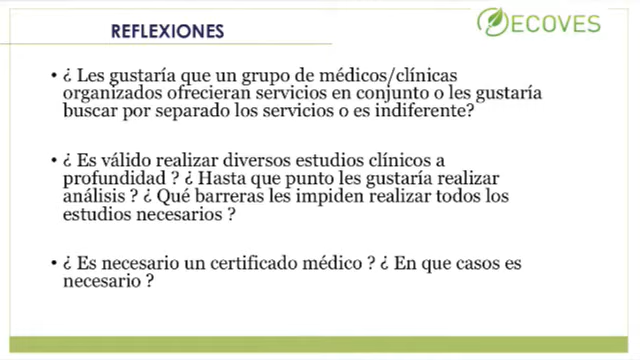 REFLEXIONES
ECOVES
• ¿ Les gustaría que un grupo de médicos/clínicas
organizados ofrecieran servicios en conjunto o les gustaría
buscar por separado los servicios o es indiferente?
• ¿ Es válido realizar diversos estudios clínicos a
profundidad ? ¿ Hasta que punto les gustaría realizar
análisis ? ¿ Qué barreras les impiden realizar todos los
estudios necesarios ?
• ¿ Es necesario un certificado médico ? ¿ En que casos es
necesario ?